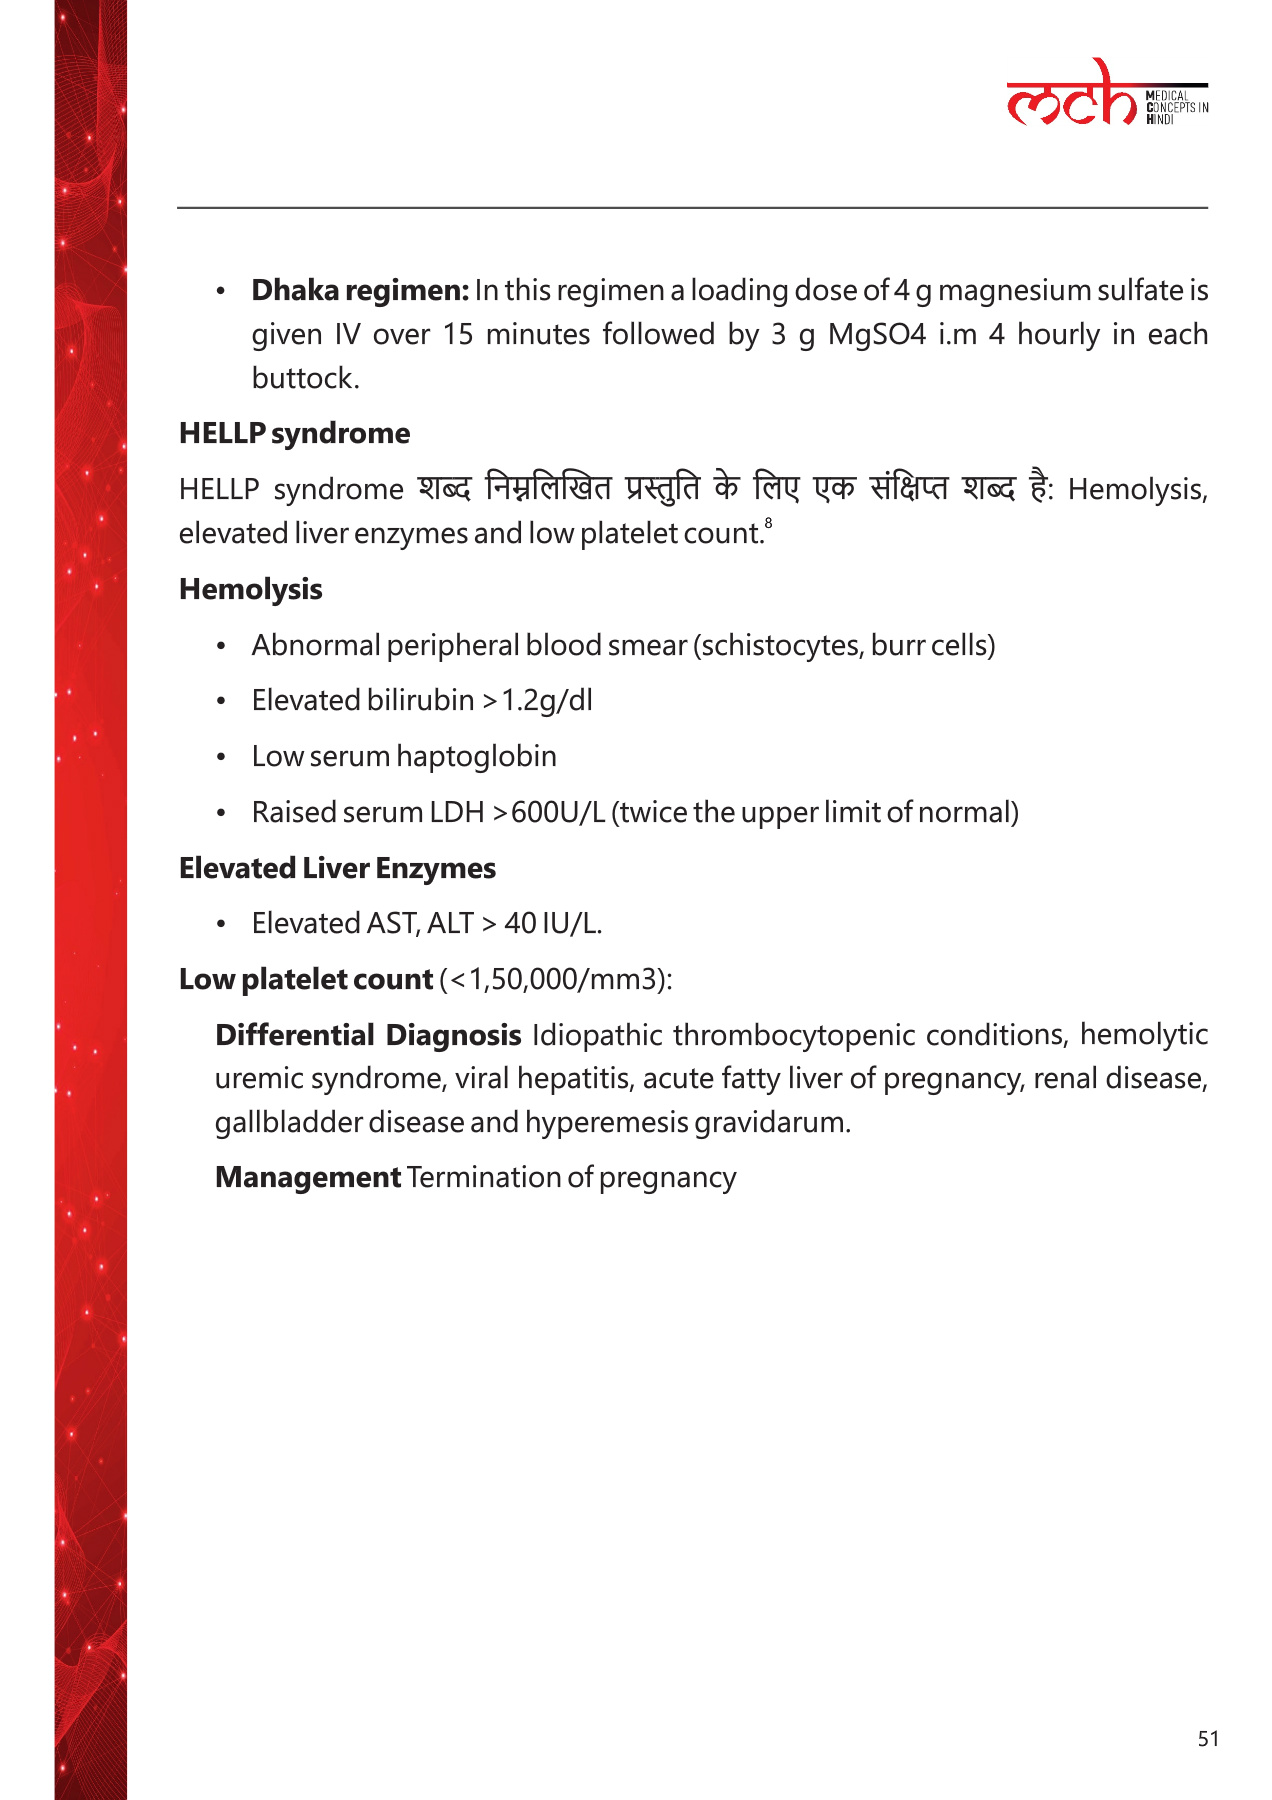 mch
MEDICAL
CONCEPTS IN
HINDI
• Dhaka regimen: In this regimen a loading dose of 4 g magnesium sulfate is
given IV over 15 minutes followed by 3 g MgSO4 i.m 4 hourly in each
buttock.
HELLP syndrome
HELLP syndrome शब्द निम्नलिखित प्रस्तुति के लिए एक संक्षिप्त शब्द है: Hemolysis,
elevated liver enzymes and low platelet count.⁸
Hemolysis
• Abnormal peripheral blood smear (schistocytes, burr cells)
• Elevated bilirubin >1.2g/dl
• Low serum haptoglobin
• Raised serum LDH >600U/L (twice the upper limit of normal)
Elevated Liver Enzymes
• Elevated AST, ALT > 40 IU/L.
Low platelet count (<1,50,000/mm3):
Differential Diagnosis Idiopathic thrombocytopenic conditions, hemolytic
uremic syndrome, viral hepatitis, acute fatty liver of pregnancy, renal disease,
gallbladder disease and hyperemesis gravidarum.
Management Termination of pregnancy
51